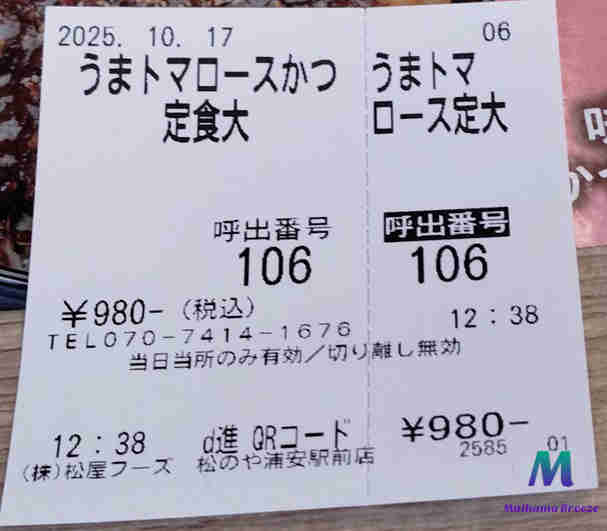 2025. 10. 17
06
うまトマロースかつ
定食大
うまトマ
ロース定大
呼出番号
106
呼出番号
106
¥980-（税込）
12：38
TEL070-7414-1676
当日当所のみ有効／切り離し無効
12：38 d進 QRコード ¥980-
2585 01
(株)松屋フーズ 松のや浦安駅前店
Maihama Breeze